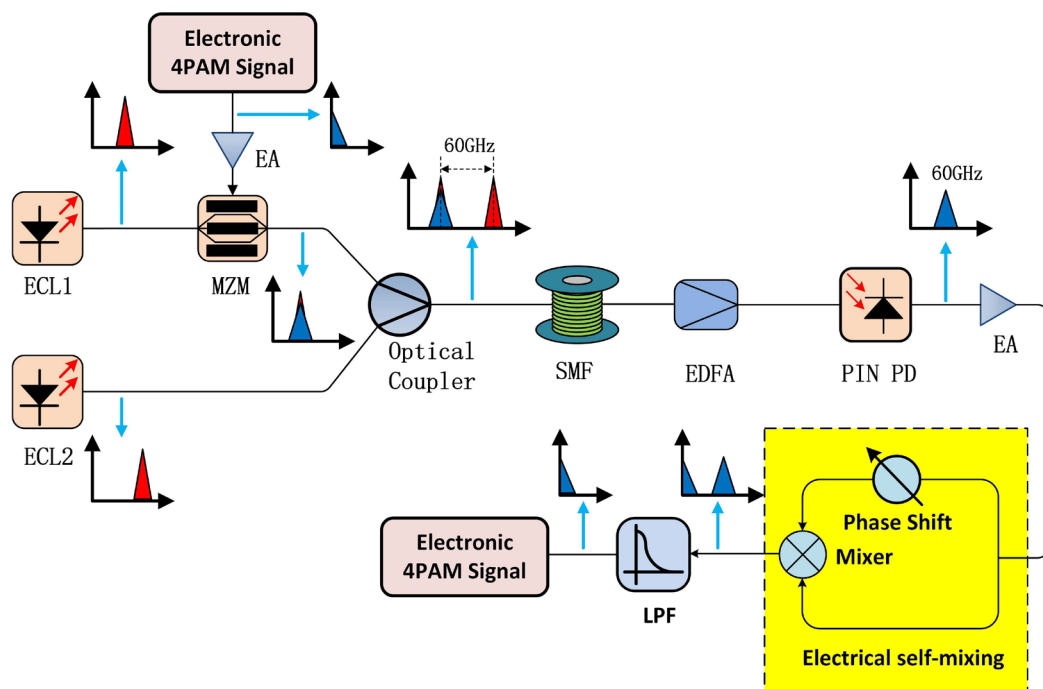 Electronic
4PAM Signal
EA
60GHz
60GHz
ECL1
MZM
Optical
Coupler
SMF
EDFA
PIN PD
EA
ECL2
Phase Shift
Mixer
Electronic
4PAM Signal
LPF
Electrical self-mixing